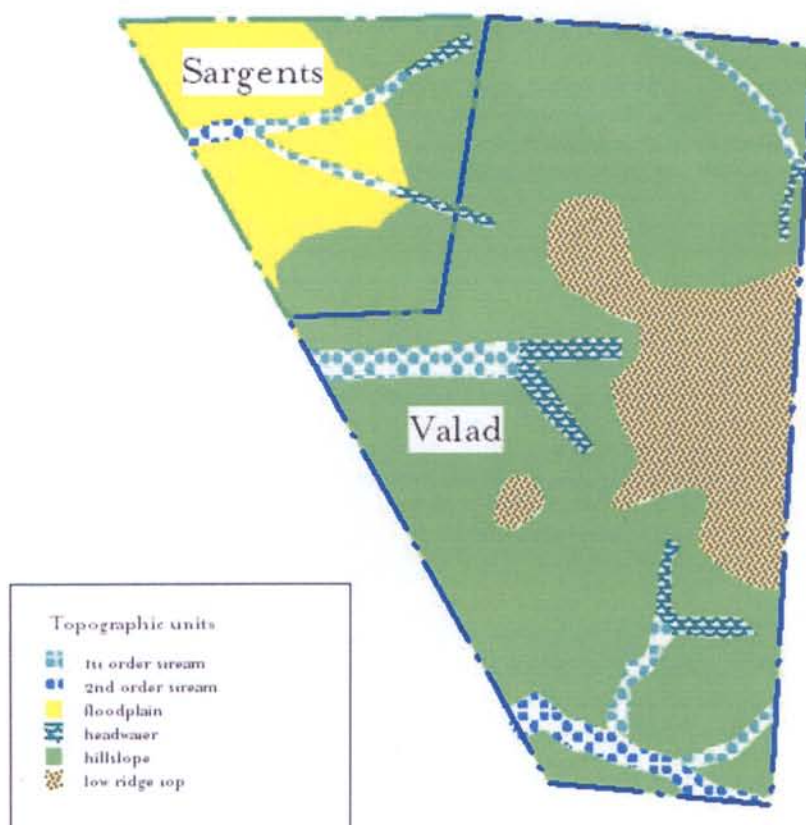 Sargents
Valad
Topographic units
1st order stream
2nd order stream
floodplain
headwater
hillslope
low ridge top